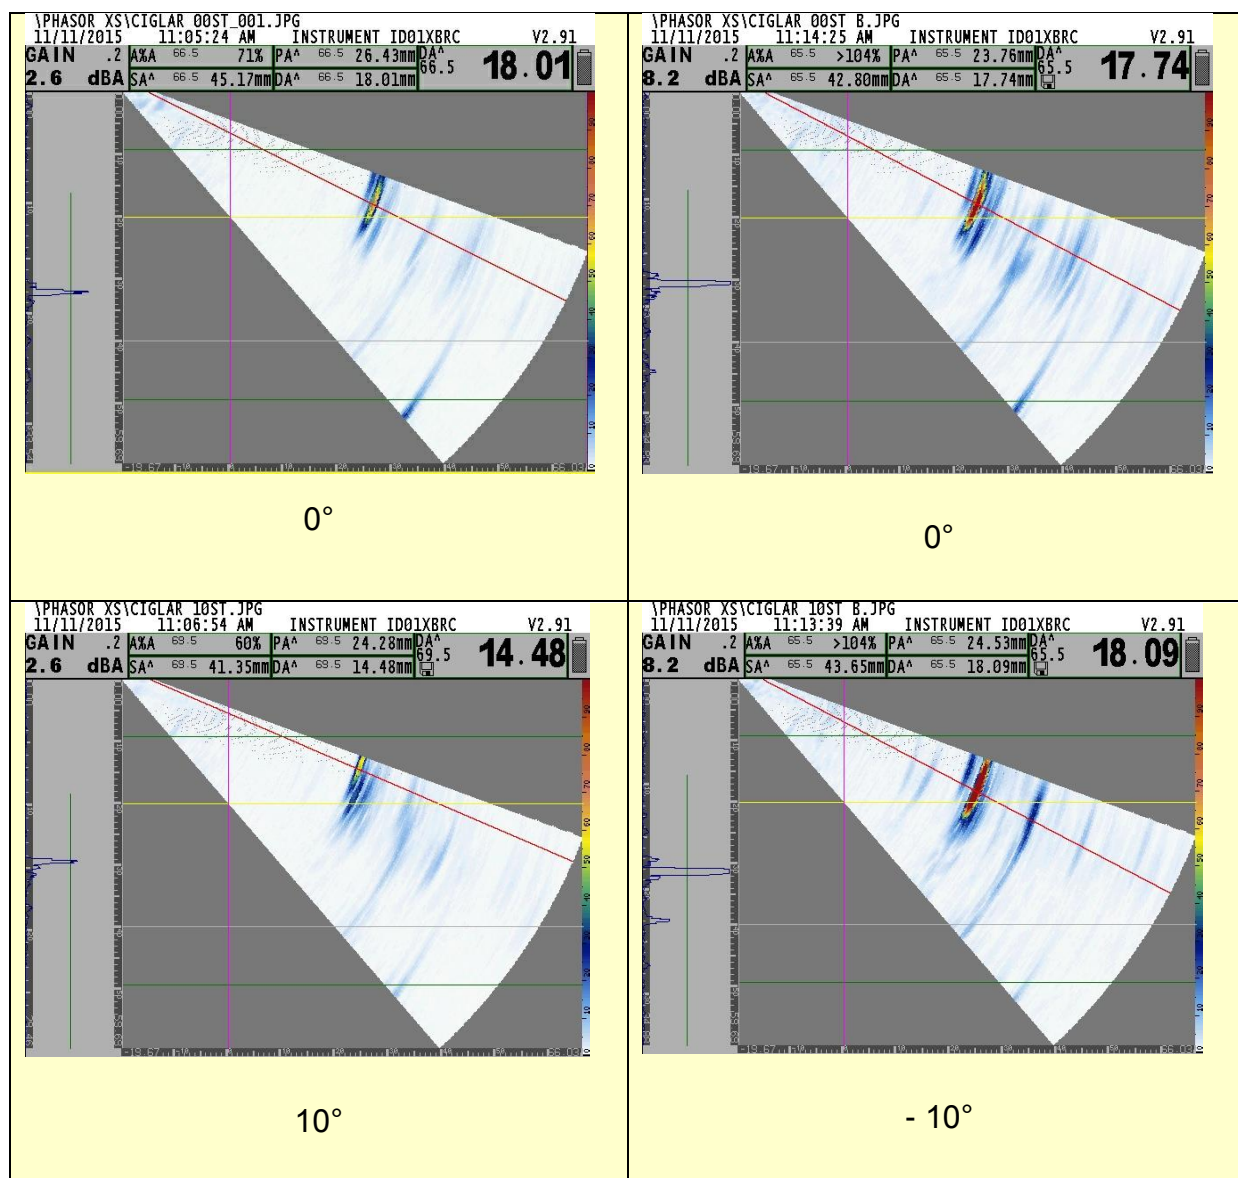 \PHASOR XS\CIGLAR 00ST_001.JPG
11/11/2015 11:05:24 AM INSTRUMENT ID01XBRC V2.91
GAIN .2 A%A 66.5 71% PA^ 66.5 26.43mm DA^ 66.5 18.01
2.6 dBA SA^ 66.5 45.17mm DA^ 66.5 18.01mm
0°
\PHASOR XS\CIGLAR 00ST B.JPG
11/11/2015 11:14:25 AM INSTRUMENT ID01XBRC V2.91
GAIN .2 A%A 66.5 >104% PA^ 65.5 23.76mm DA^ 65.5 17.74
8.2 dBA SA^ 65.5 42.80mm DA^ 65.5 17.74mm
0°
\PHASOR XS\CIGLAR 10ST.JPG
11/11/2015 11:06:54 AM INSTRUMENT ID01XBRC V2.91
GAIN .2 A%A 69.5 60% PA^ 69.5 24.28mm DA^ 69.5 14.48
2.6 dBA SA^ 69.5 41.35mm DA^ 69.5 14.48mm
10°
\PHASOR XS\CIGLAR 10ST B.JPG
11/11/2015 11:13:39 AM INSTRUMENT ID01XBRC V2.91
GAIN .2 A%A 65.5 >104% PA^ 65.5 24.53mm DA^ 65.5 18.09
8.2 dBA SA^ 65.5 43.65mm DA^ 65.5 18.09mm
- 10°